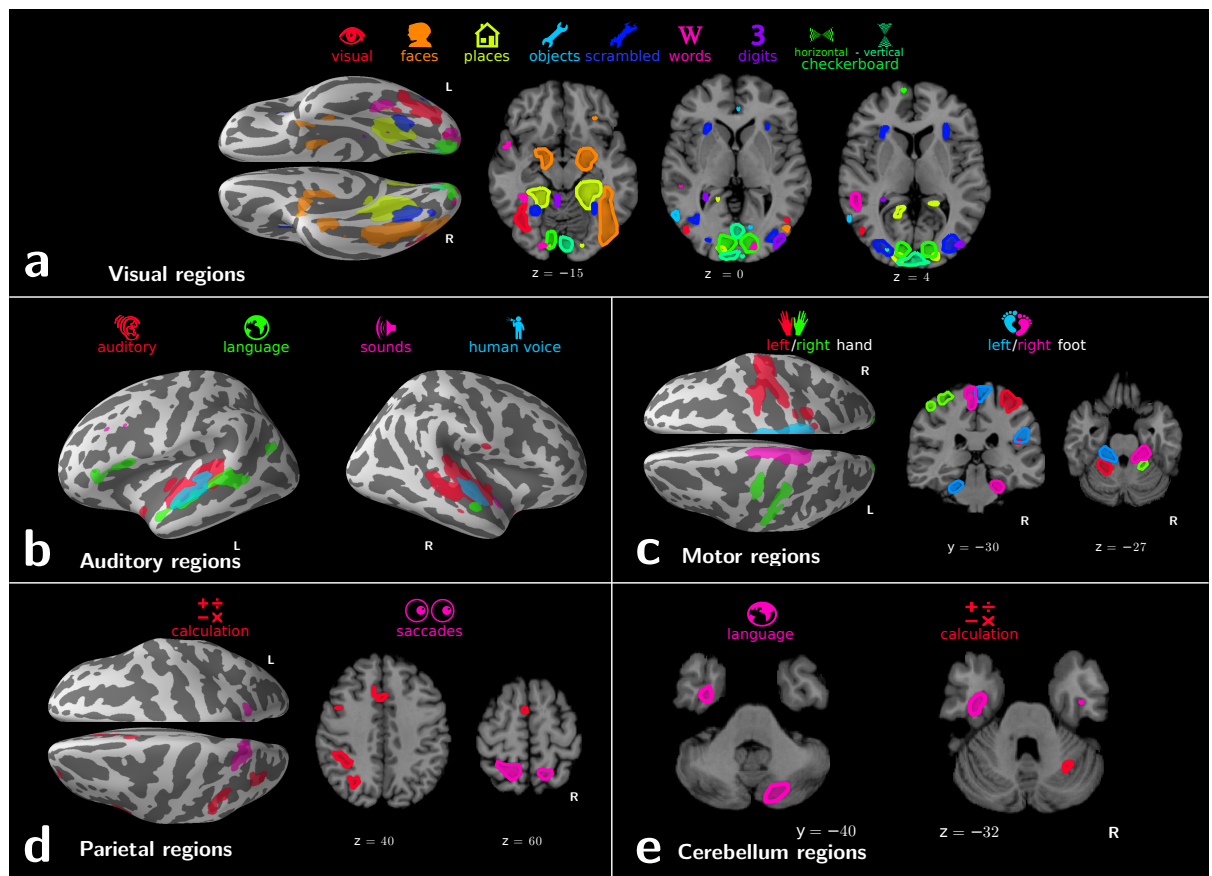 visual faces places objects scrambled words digits horizontal - vertical
checkerboard
W 3
L
R
a Visual regions
z = −15 z = 0 z = 4
auditory language sounds human voice
L R
b Auditory regions
left/right hand left/right foot
R
L
R R
y = −30 z = −27
c Motor regions
+ ÷
− ×
calculation saccades
L
R
z = 40 z = 60
d Parietal regions
+ ÷
− ×
language calculation
y = −40 z = −32 R
e Cerebellum regions